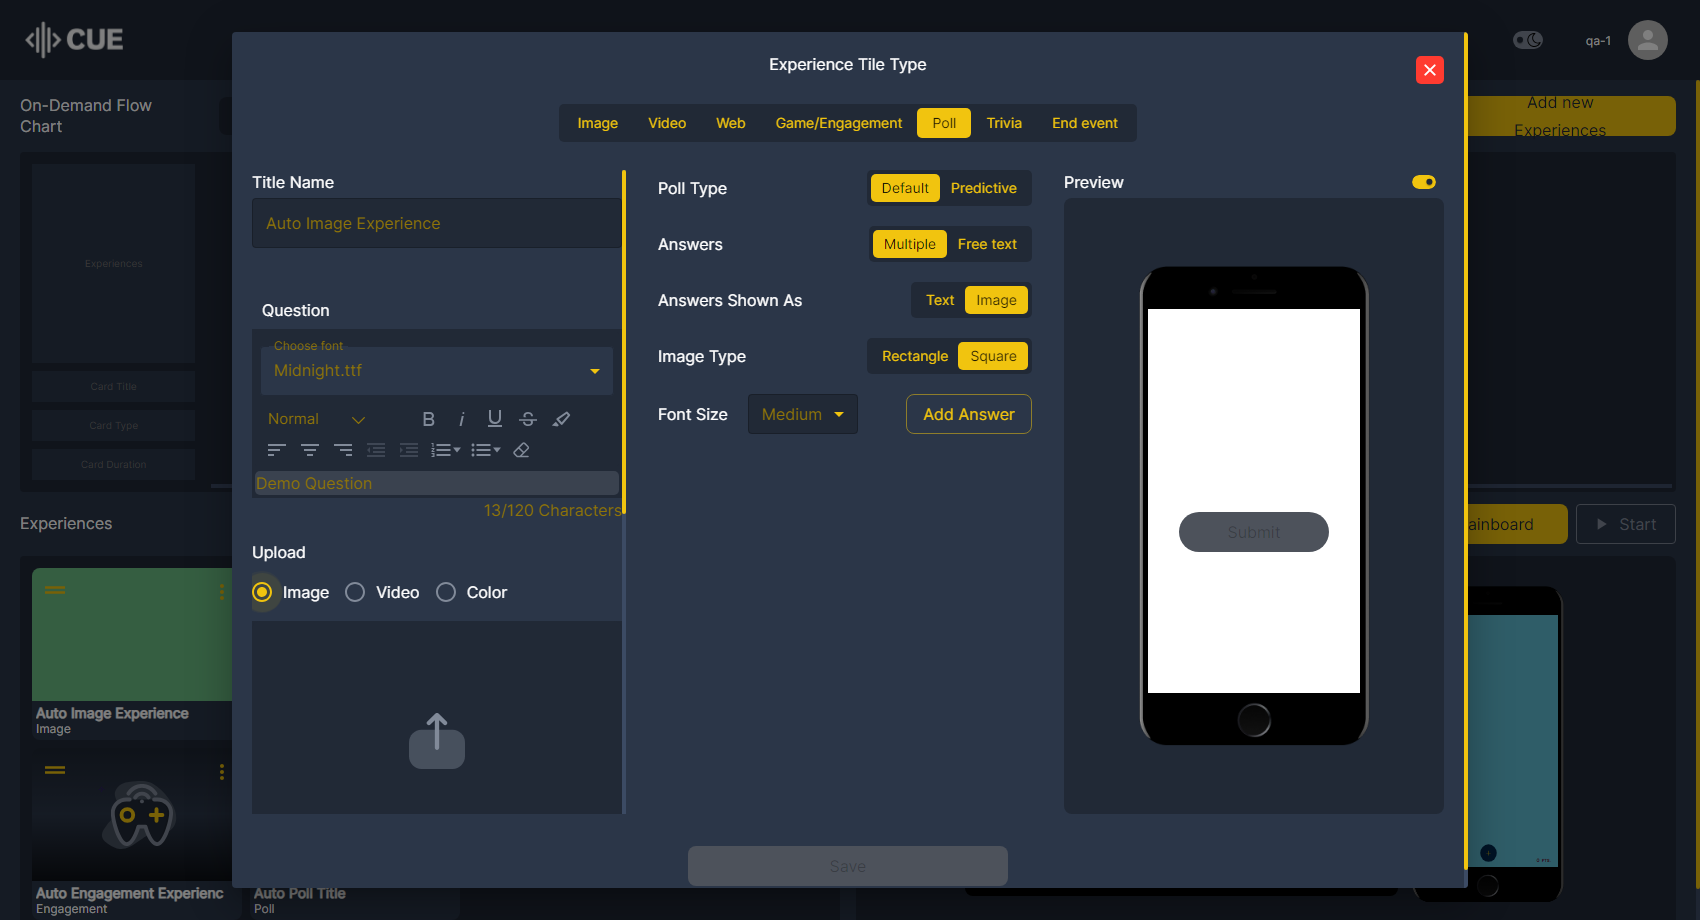 CUE
Experience Tile Type
qa-1
On-Demand Flow
Chart
Add new
Experiences
Image
Video
Web
Game/Engagement
Poll
Trivia
End event
Title Name
Auto Image Experience
Poll Type
Default
Predictive
Preview
Answers
Multiple
Free text
Experiences
Answers Shown As
Text
Image
Question
Choose font
Midnight.ttf
Image Type
Rectangle
Square
Card Title
Normal
Font Size
Medium
Add Answer
Card Type
Card Duration
Demo Question
13/120 Characters
Experiences
ainboard
Start
Submit
Upload
Image
Video
Color
Auto Image Experience
Image
Save
Auto Engagement Experienc
Engagement
Auto Poll Title
Poll